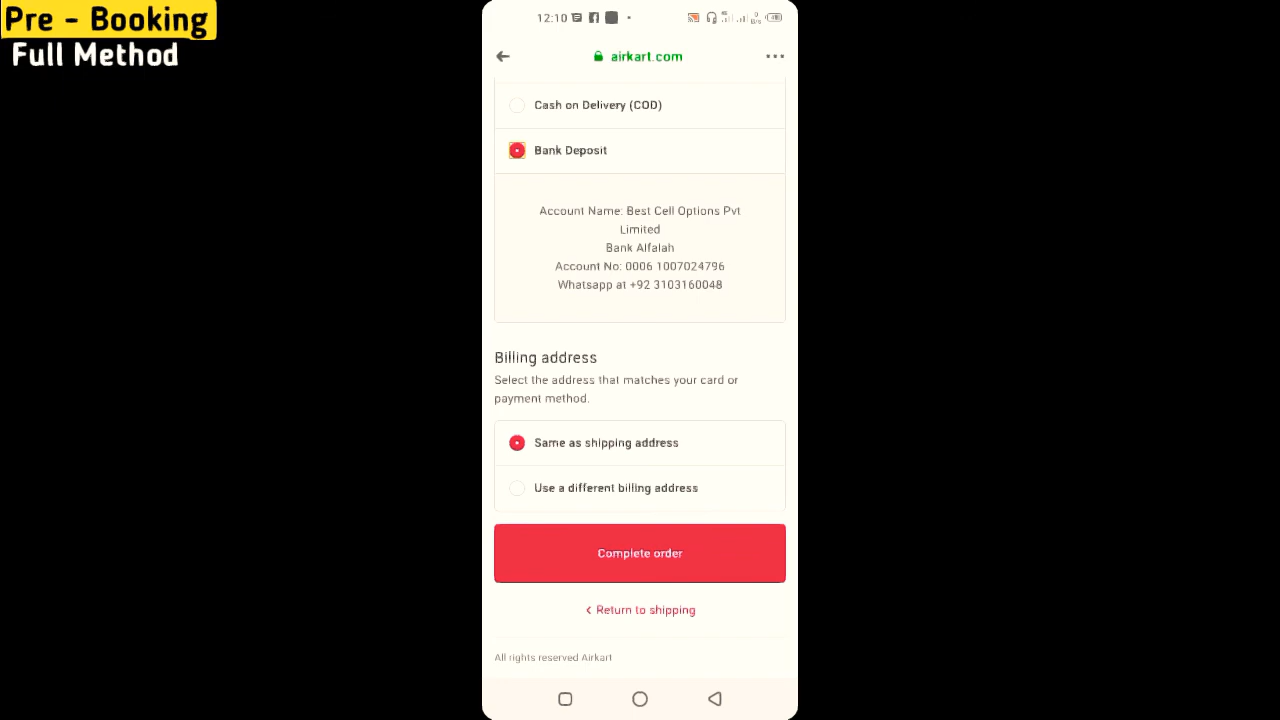 Pre - Booking
Full Method
12:10
airkart.com
Cash on Delivery (COD)
Bank Deposit
Account Name: Best Cell Options Pvt
Limited
Bank Alfalah
Account No: 0006 1007024796
Whatsapp at +92 3103160048
Billing address
Select the address that matches your card or
payment method.
Same as shipping address
Use a different billing address
Complete order
Return to shipping
All rights reserved Airkart